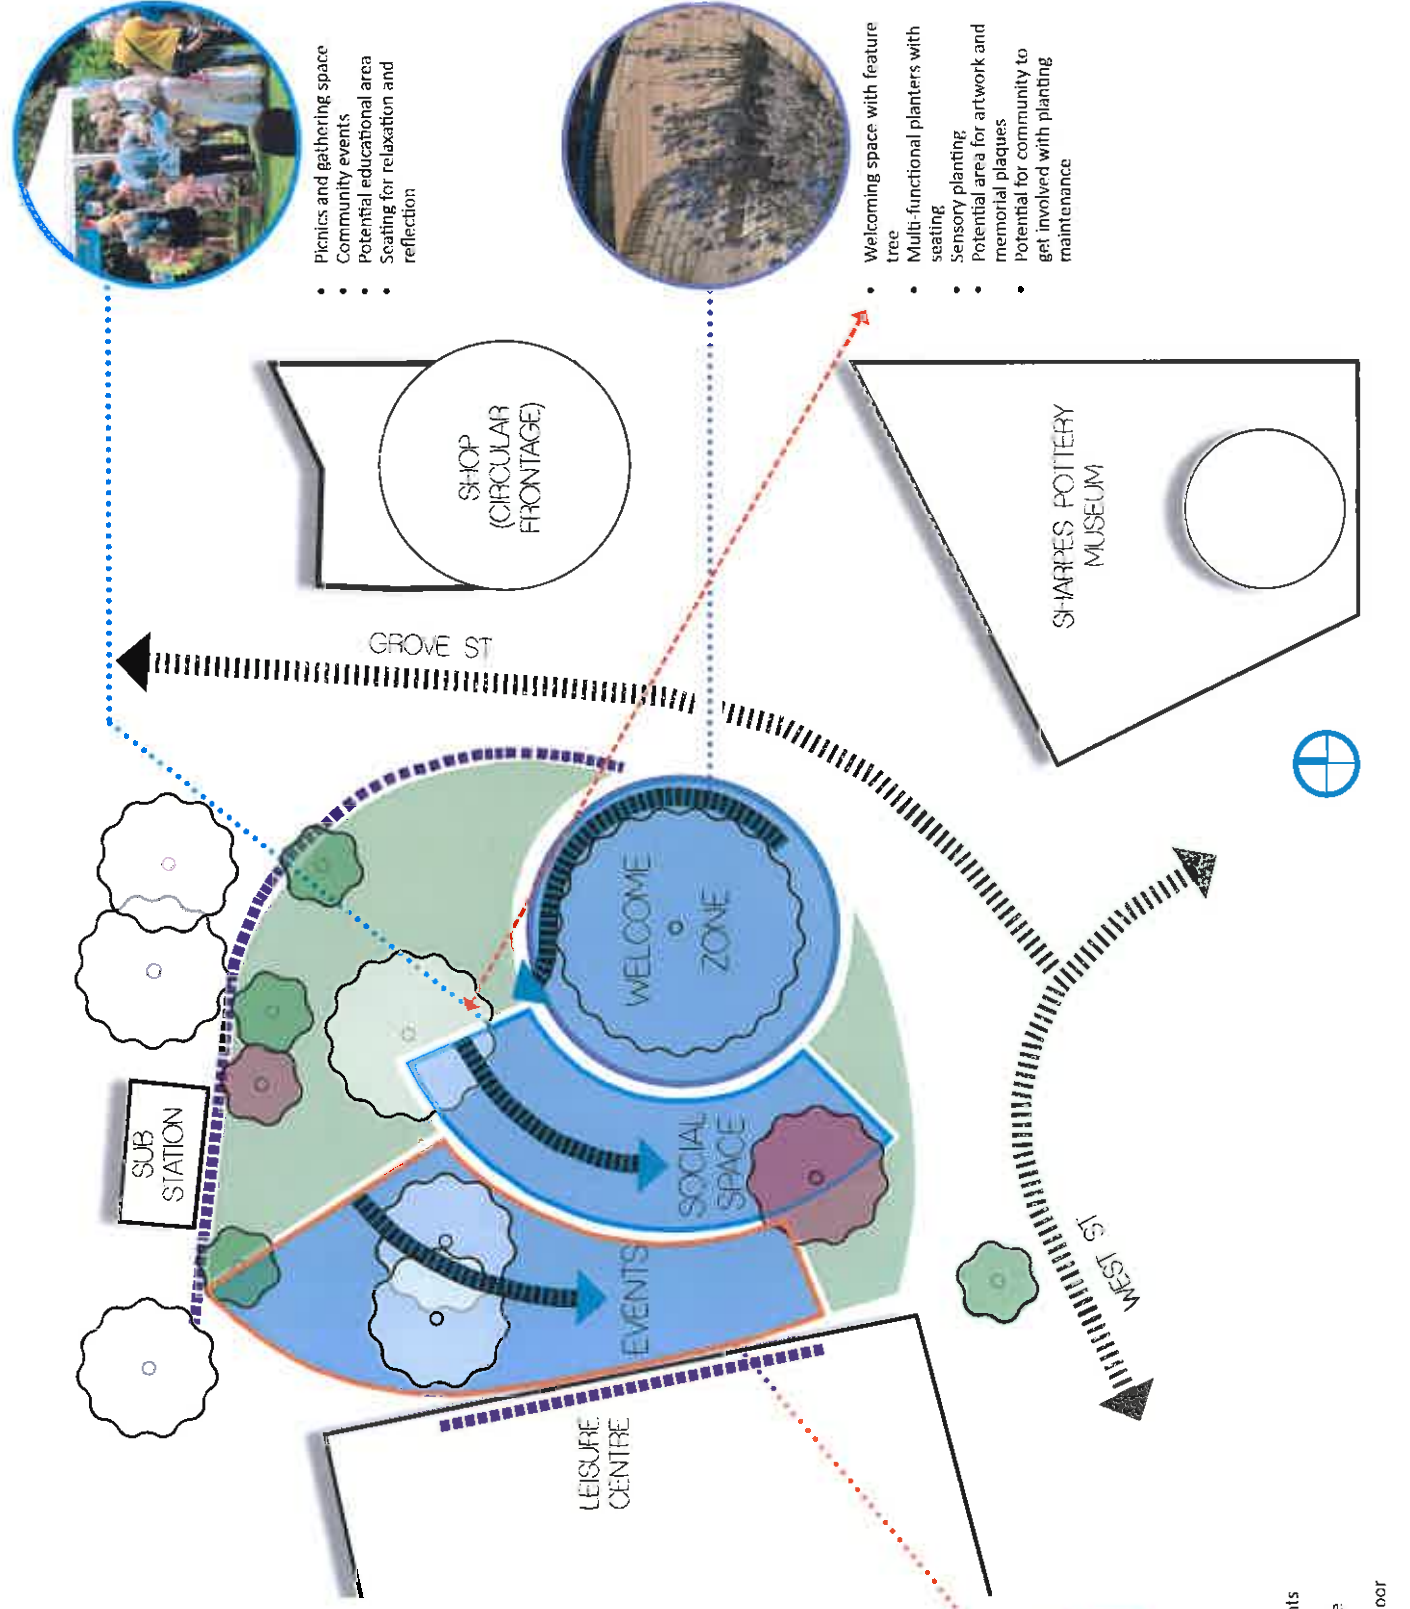 Picnics and gathering space
Community events
Potential educational area
Seating for relaxation and
reflection
Welcoming space with feature
tree
Multi-functional planters with
seating
Sensory planting
Potential area for artwork and
memorial plaques
Potential for community to
get involved with planting
maintenance
SHOP
(CIRCULAR
FRONTAGE)
SHARPES POTTERY
MUSEUM
GROVE ST
WELCOME
ZONE
SUB
STATION
SOCIAL
SPACE
EVENTS
WEST ST
LEISURE
CENTRE